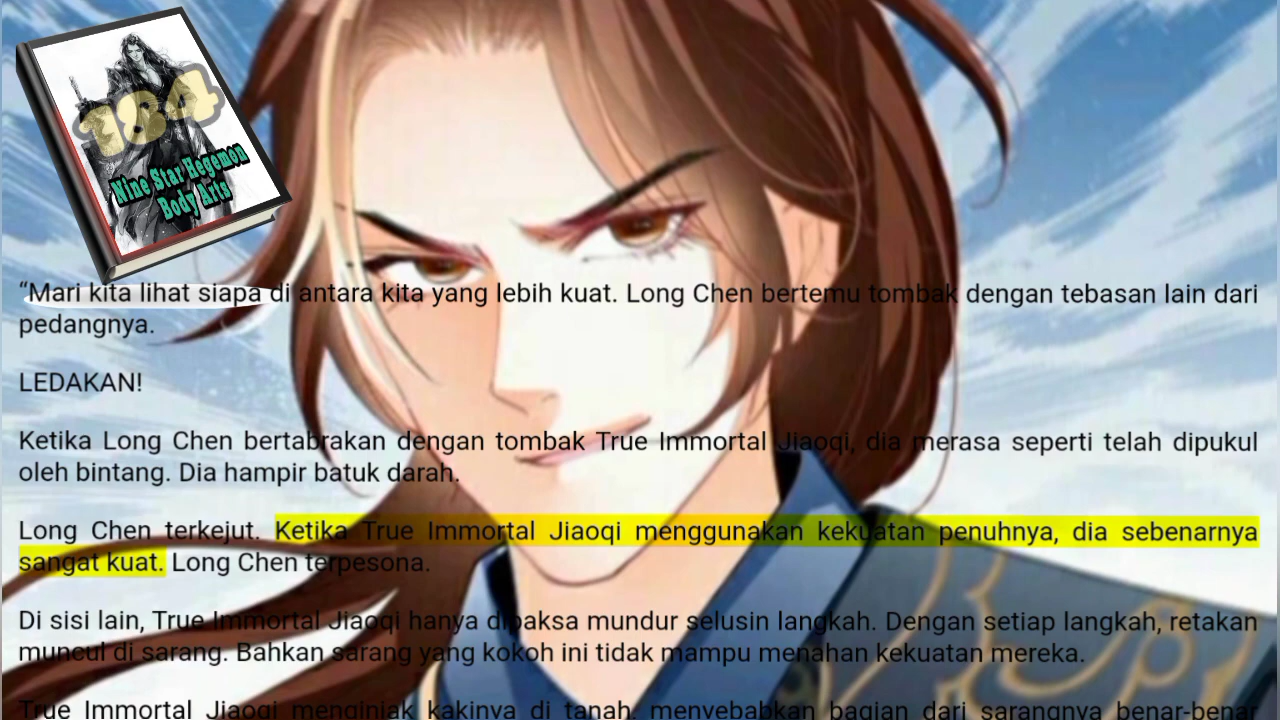 184
Nine Star Hegemon
Body Arts
“Mari kita lihat siapa di antara kita yang lebih kuat. Long Chen bertemu tombak dengan tebasan lain dari
pedangnya.
LEDAKAN!
Ketika Long Chen bertabrakan dengan tombak True Immortal Jiaoqi, dia merasa seperti telah dipukul
oleh bintang. Dia hampir batuk darah.
Long Chen terkejut. Ketika True Immortal Jiaoqi menggunakan kekuatan penuhnya, dia sebenarnya
sangat kuat. Long Chen terpesona.
Di sisi lain, True Immortal Jiaoqi hanya dipaksa mundur selusin langkah. Dengan setiap langkah, retakan
muncul di sarang. Bahkan sarang yang kokoh ini tidak mampu menahan kekuatan mereka.
True Immortal Jiaoqi menginjak kakinya di tanah, menyebabkan bagian dari sarangnya benar-benar